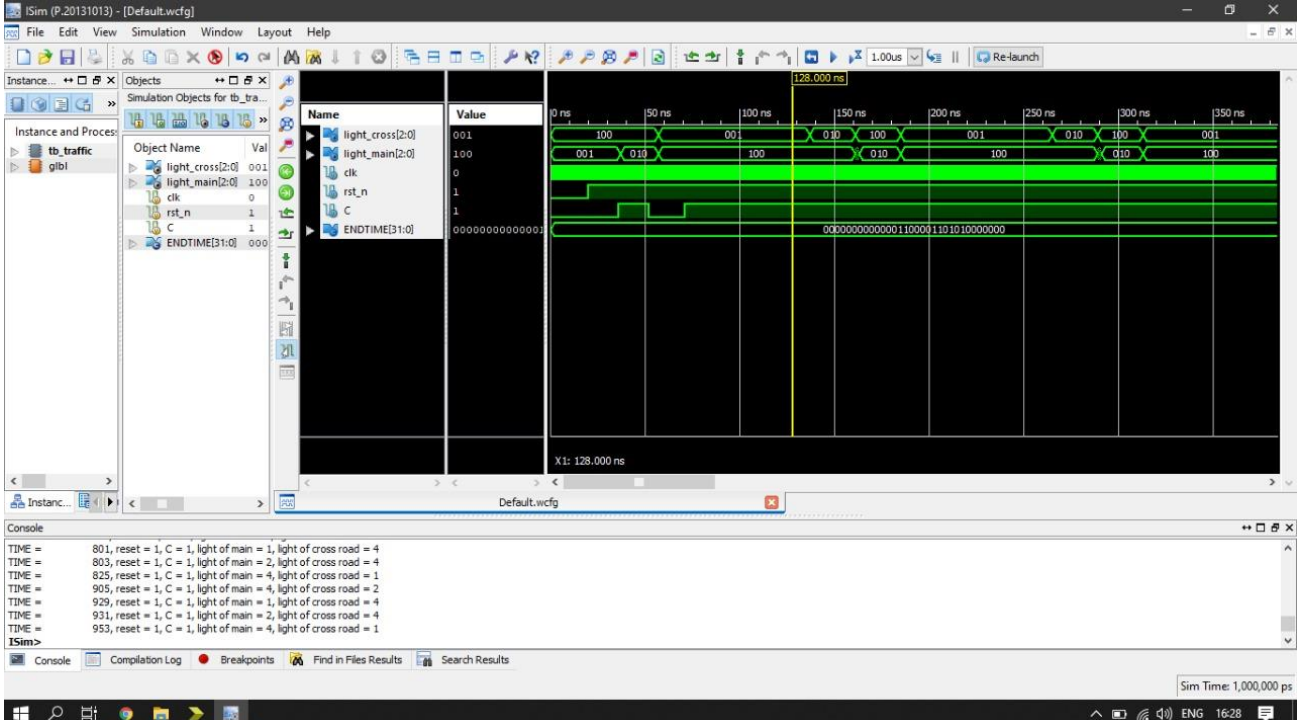 ISim (P.20131013) - [Default.wcfg]
File Edit View Simulation Window Layout Help
1.00us Re-launch
Instance...
Instance and Proces
tb_traffic
glbl
Instanc...
Objects
Simulation Objects for tb_tra...
Object Name Val
light_cross[2:0] 001
light_main[2:0] 100
clk 0
rst_n 1
C 1
ENDTIME[31:0] 000
Name Value
light_cross[2:0] 001
light_main[2:0] 100
clk 0
rst_n 1
C 1
ENDTIME[31:0] 0000000000000
128.000 ns
0 ns 50 ns 100 ns 150 ns 200 ns 250 ns 300 ns 350 ns
100 001 010 100 001 010 100 001
001 010 100 010 100 010 100
00000000000001100001101010000000
X1: 128.000 ns
Default.wcfg
Console
TIME = 801, reset = 1, C = 1, light of main = 1, light of cross road = 4
TIME = 803, reset = 1, C = 1, light of main = 2, light of cross road = 4
TIME = 825, reset = 1, C = 1, light of main = 4, light of cross road = 1
TIME = 905, reset = 1, C = 1, light of main = 4, light of cross road = 2
TIME = 929, reset = 1, C = 1, light of main = 1, light of cross road = 4
TIME = 931, reset = 1, C = 1, light of main = 2, light of cross road = 4
TIME = 953, reset = 1, C = 1, light of main = 4, light of cross road = 1
ISim>
Console Compilation Log Breakpoints Find in Files Results Search Results
Sim Time: 1,000,000 ps
ENG 16:28